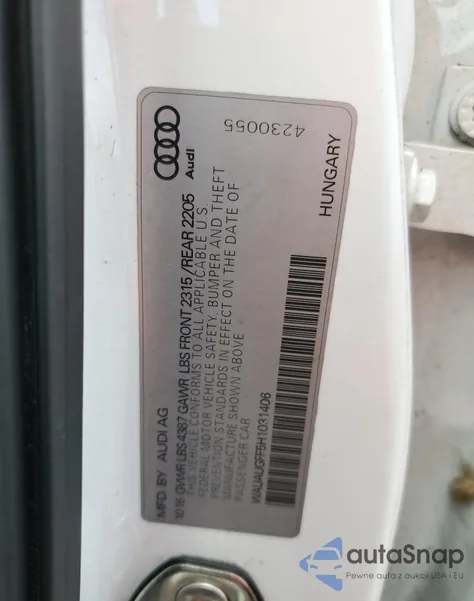 4230055
Audi
HUNGARY
MFD BY AUDI AG
10 16 GVWR LBS 4387 GAWR LBS FRONT 2315/REAR 2205
THIS VEHICLE CONFORMS TO ALL APPLICABLE U.S.
FEDERAL MOTOR VEHICLE SAFETY, BUMPER AND THEFT
PREVENTION STANDARDS IN EFFECT ON THE DATE OF
MANUFACTURE SHOWN ABOVE
PASSENGER CAR
WAUAUGFF5H1031406
autoSnap
Pewne auta z aukcji USA i EU